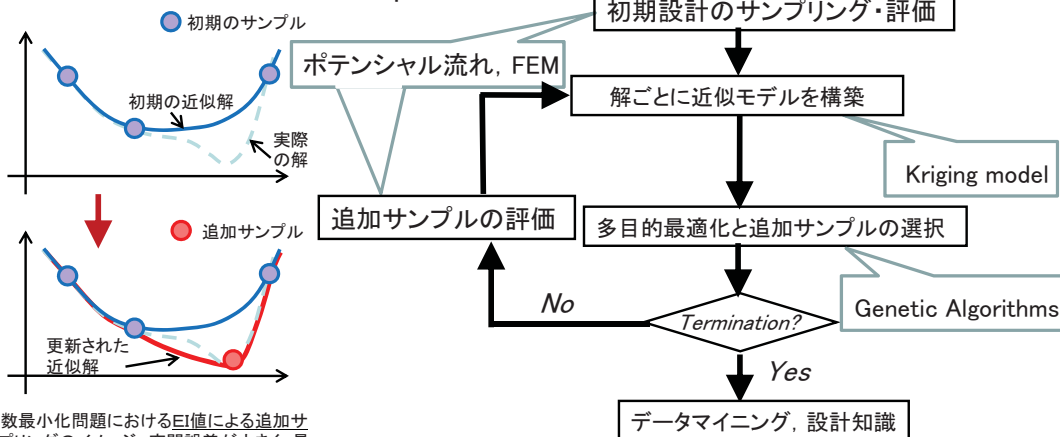 初期のサンプル
初期の近似解
実際
の解
追加サンプル
更新された
近似解
数最小化問題におけるEI値による追加サ
初期設計のサンプリング・評価
ポテンシャル流れ, FEM
解ごとに近似モデルを構築
Kriging model
追加サンプルの評価
多目的最適化と追加サンプルの選択
Genetic Algorithms
No
Termination?
Yes
データマイニング, 設計知識